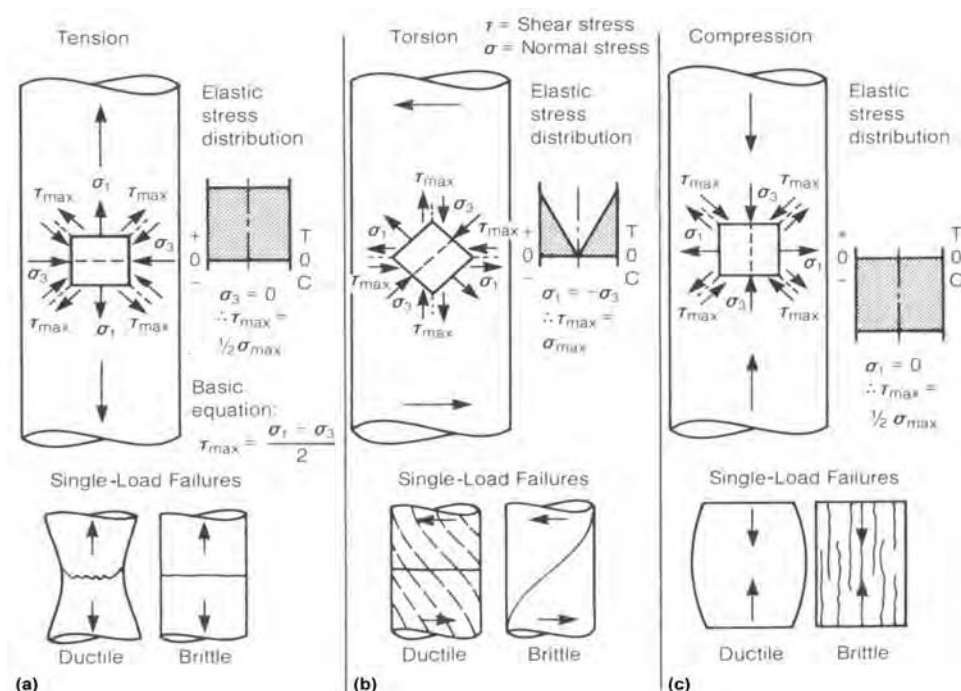 Tension
Elastic
stress
distribution
σ₁
τmax
τmax
σ₃
σ₃
τmax
σ₁
τmax
+
0
−
T
0
C
σ₃ = 0
∴ τmax =
½ σmax
Basic
equation:
τmax = (σ₁ − σ₃) / 2
Single-Load Failures
Ductile
Brittle
(a)
τ = Shear stress
σ = Normal stress
Torsion
Elastic
stress
distribution
τmax
σ₃
σ₁
τmax
τmax
σ₃
σ₁
τmax
+
0
−
T
0
C
σ₁ = −σ₃
∴ τmax =
σmax
Single-Load Failures
Ductile
Brittle
(b)
Compression
Elastic
stress
distribution
τmax
σ₃
τmax
σ₁
σ₁
τmax
σ₃
τmax
+
0
−
T
0
C
σ₁ = 0
∴ τmax =
½ σmax
Single-Load Failures
Ductile
Brittle
(c)